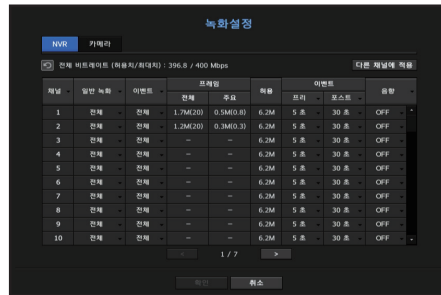 녹화설정
NVR 카메라
전체 비트레이트 (허용치/최대치) : 396.8 / 400 Mbps 다른 채널에 적용
채널 일반 녹화 이벤트 프레임 허용 이벤트 음향
전체 주요 프리 포스트
1 전체 전체 1.7M(20) 0.5M(0.8) 6.2M 5 초 30 초 OFF
2 전체 전체 1.2M(20) 0.3M(0.3) 6.2M 5 초 30 초 OFF
3 전체 전체 – – 6.2M 5 초 30 초 OFF
4 전체 전체 – – 6.2M 5 초 30 초 OFF
5 전체 전체 – – 6.2M 5 초 30 초 OFF
6 전체 전체 – – 6.2M 5 초 30 초 OFF
7 전체 전체 – – 6.2M 5 초 30 초 OFF
8 전체 전체 – – 6.2M 5 초 30 초 OFF
9 전체 전체 – – 6.2M 5 초 30 초 OFF
10 전체 전체 – – 6.2M 5 초 30 초 OFF
< 1 / 7 >
확인 취소